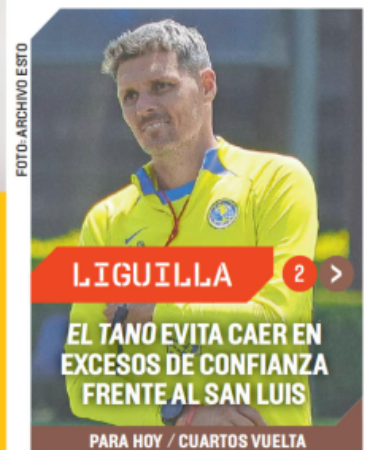 FOTO: ARCHIVO ESTO
LIGUILLA
2 >
EL TANO EVITA CAER EN
EXCESOS DE CONFIANZA
FRENTE AL SAN LUIS
PARA HOY / CUARTOS VUELTA